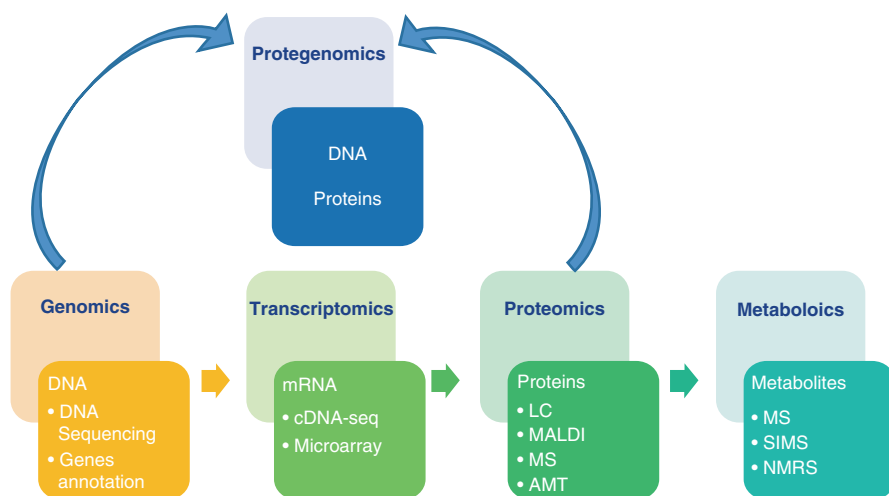 Protegenomics
DNA
Proteins
Genomics
DNA
• DNA
Sequencing
• Genes
annotation
Transcriptomics
mRNA
• cDNA-seq
• Microarray
Proteomics
Proteins
• LC
• MALDI
• MS
• AMT
Metaboloics
Metabolites
• MS
• SIMS
• NMRS